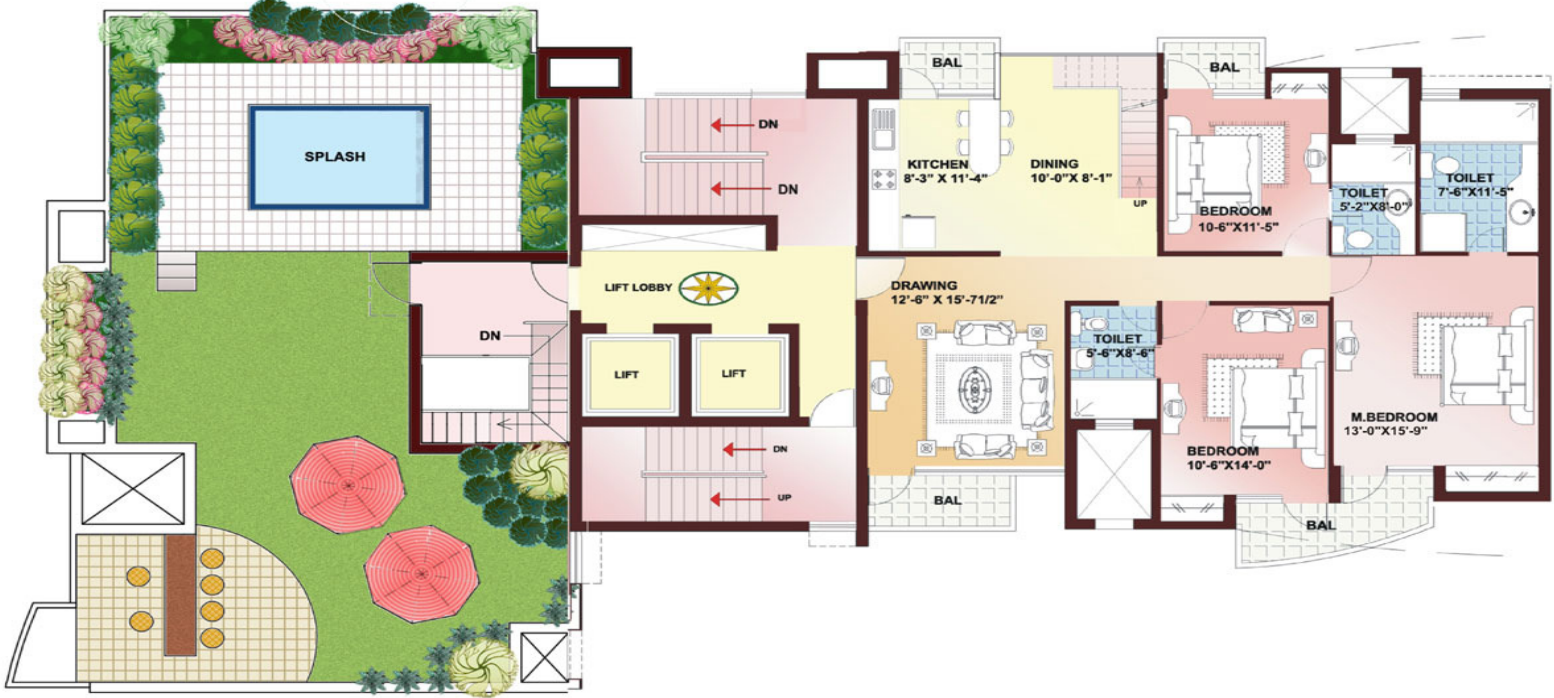 SPLASH
DN
DN
LIFT LOBBY
DN
LIFT
LIFT
DN
UP
BAL
KITCHEN
8'-3" X 11'-4"
DINING
10'-0"X 8'-1"
UP
BAL
BEDROOM
10-6"X11'-5"
TOILET
5'-2"X8'-0"
TOILET
7'-6"X11'-5"
DRAWING
12'-6" X 15'-71/2"
TOILET
5'-6"X8'-6"
BEDROOM
10'-6"X14'-0"
M.BEDROOM
13'-0"X15'-9"
BAL
BAL